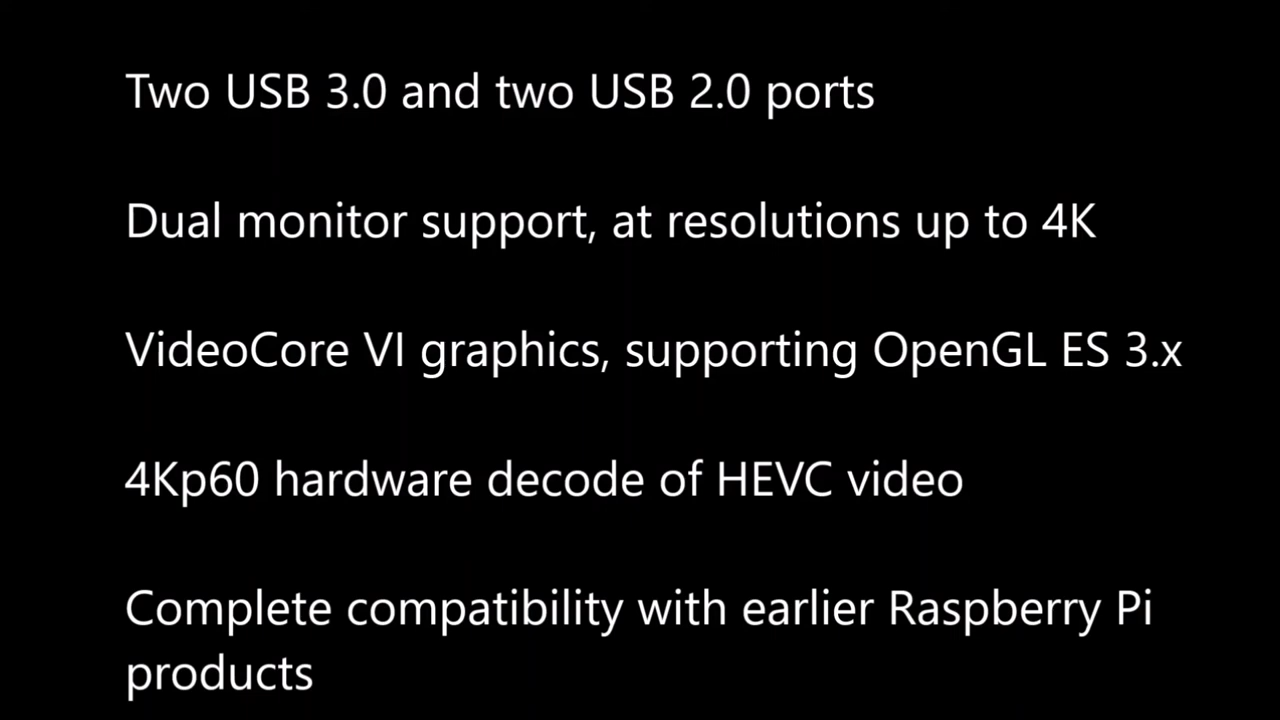 Two USB 3.0 and two USB 2.0 ports
Dual monitor support, at resolutions up to 4K
VideoCore VI graphics, supporting OpenGL ES 3.x
4Kp60 hardware decode of HEVC video
Complete compatibility with earlier Raspberry Pi
products